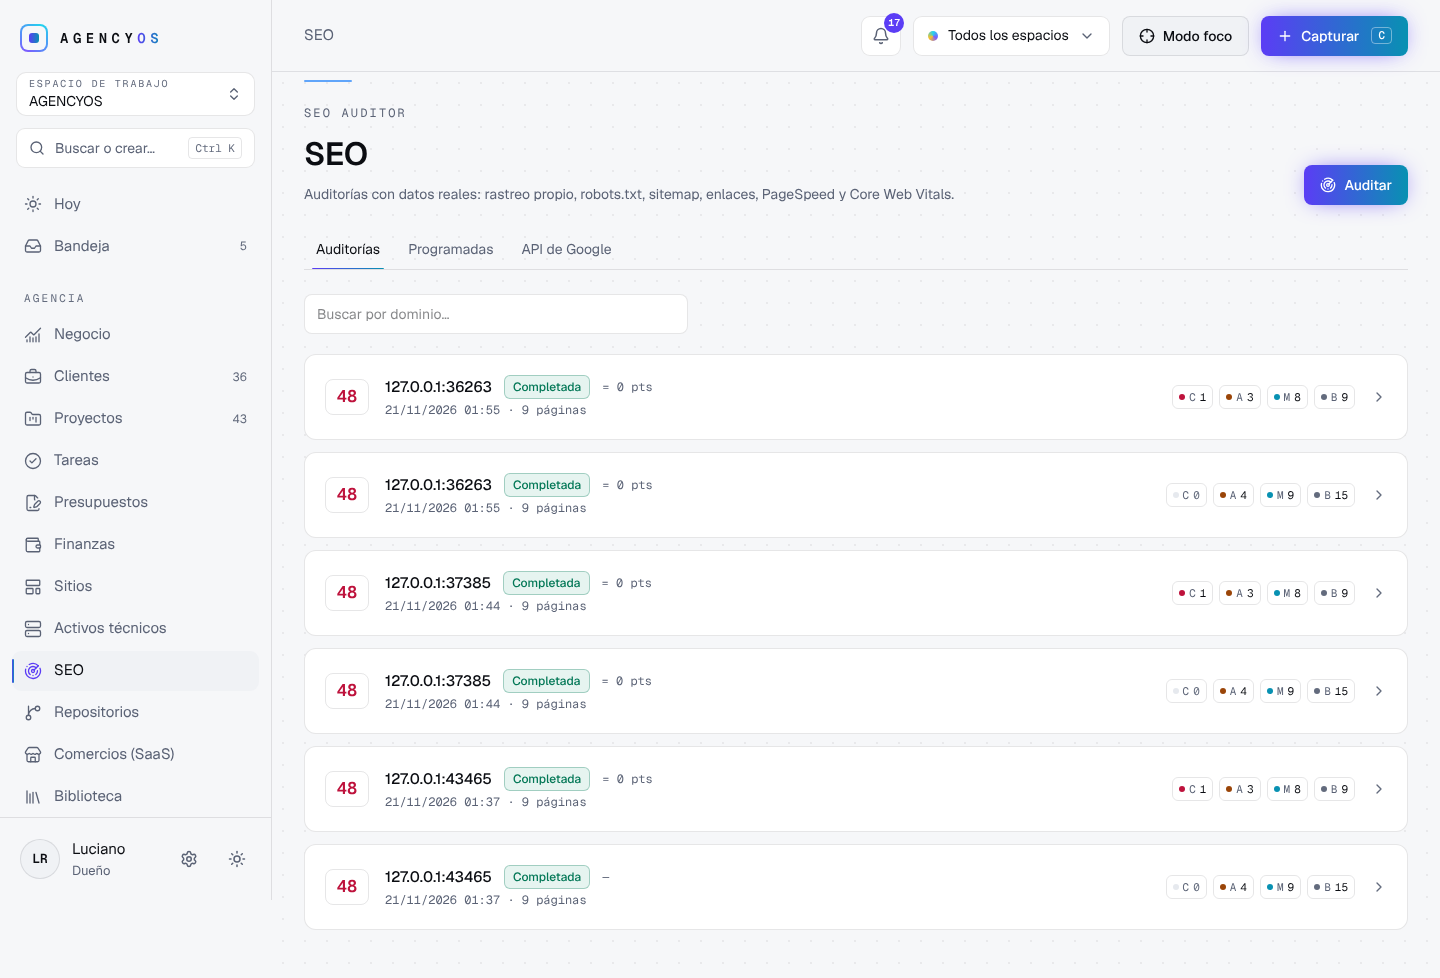 AGENCYOS
ESPACIO DE TRABAJO
AGENCYOS
Buscar o crear...
Ctrl K
Hoy
Bandeja 5
AGENCIA
Negocio
Clientes 36
Proyectos 43
Tareas
Presupuestos
Finanzas
Sitios
Activos técnicos
SEO
Repositorios
Comercios (SaaS)
Biblioteca
LR
Luciano
Dueño
SEO
17
Todos los espacios
Modo foco
Capturar C
SEO AUDITOR
SEO
Auditorías con datos reales: rastreo propio, robots.txt, sitemap, enlaces, PageSpeed y Core Web Vitals.
Auditar
Auditorías Programadas API de Google
Buscar por dominio...
48 127.0.0.1:36263 Completada = 0 pts
21/11/2026 01:55 · 9 páginas
C 1 A 3 M 8 B 9
48 127.0.0.1:36263 Completada = 0 pts
21/11/2026 01:55 · 9 páginas
C 0 A 4 M 9 B 15
48 127.0.0.1:37385 Completada = 0 pts
21/11/2026 01:44 · 9 páginas
C 1 A 3 M 8 B 9
48 127.0.0.1:37385 Completada = 0 pts
21/11/2026 01:44 · 9 páginas
C 0 A 4 M 9 B 15
48 127.0.0.1:43465 Completada = 0 pts
21/11/2026 01:37 · 9 páginas
C 1 A 3 M 8 B 9
48 127.0.0.1:43465 Completada —
21/11/2026 01:37 · 9 páginas
C 0 A 4 M 9 B 15